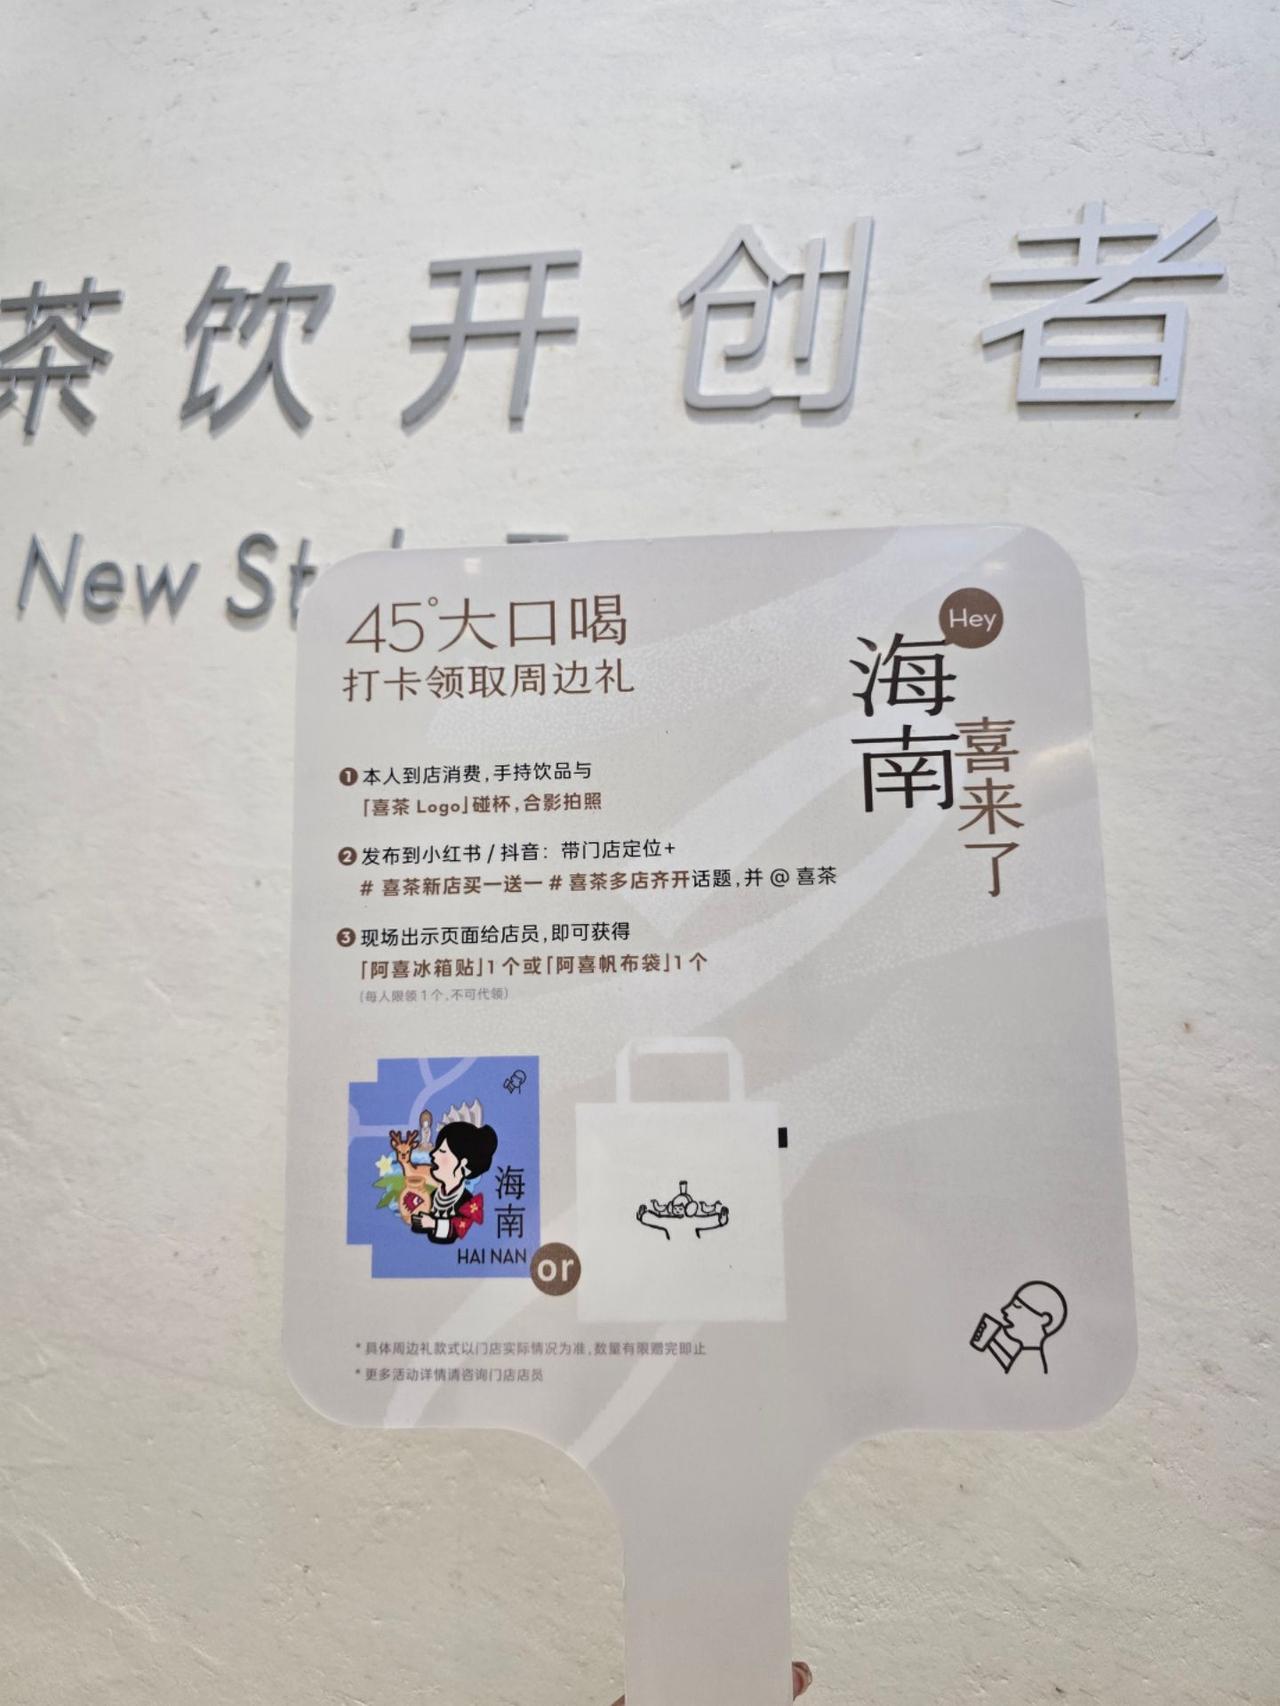 茶饮开创者
New St
45°大口喝
打卡领取周边礼
Hey
海南
喜来了
1 本人到店消费,手持饮品与
「喜茶 Logo」碰杯,合影拍照
2 发布到小红书 / 抖音：带门店定位+
# 喜茶新店买一送一 # 喜茶多店齐开话题,并 @ 喜茶
3 现场出示页面给店员,即可获得
「阿喜冰箱贴」1个或「阿喜帆布袋」1个
(每人限领1个,不可代领)
海南
HAI NAN
or
* 具体周边礼款式以门店实际情况为准,数量有限赠完即止
* 更多活动详情请咨询门店店员